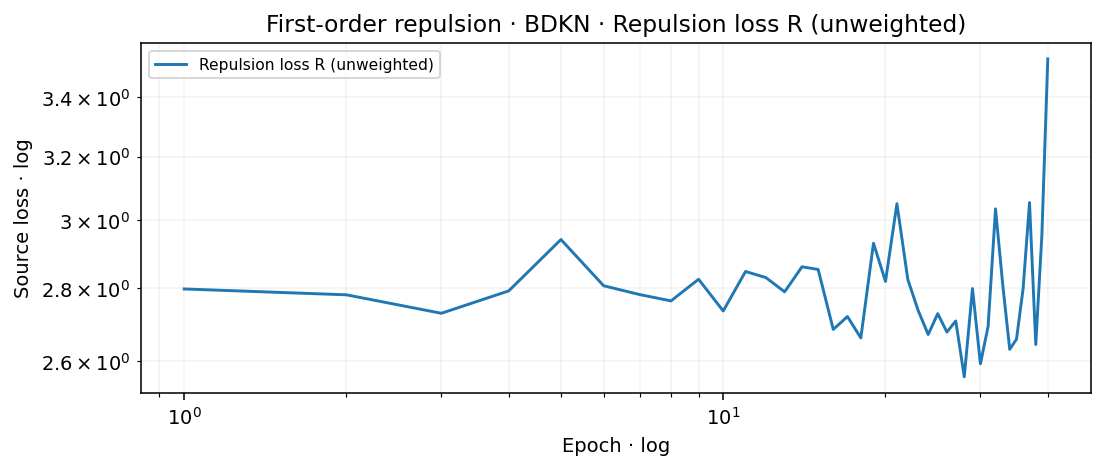 First-order repulsion · BDKN · Repulsion loss R (unweighted)
Repulsion loss R (unweighted)
Source loss · log
3.4 × 10⁰
3.2 × 10⁰
3 × 10⁰
2.8 × 10⁰
2.6 × 10⁰
10⁰ 10¹
Epoch · log